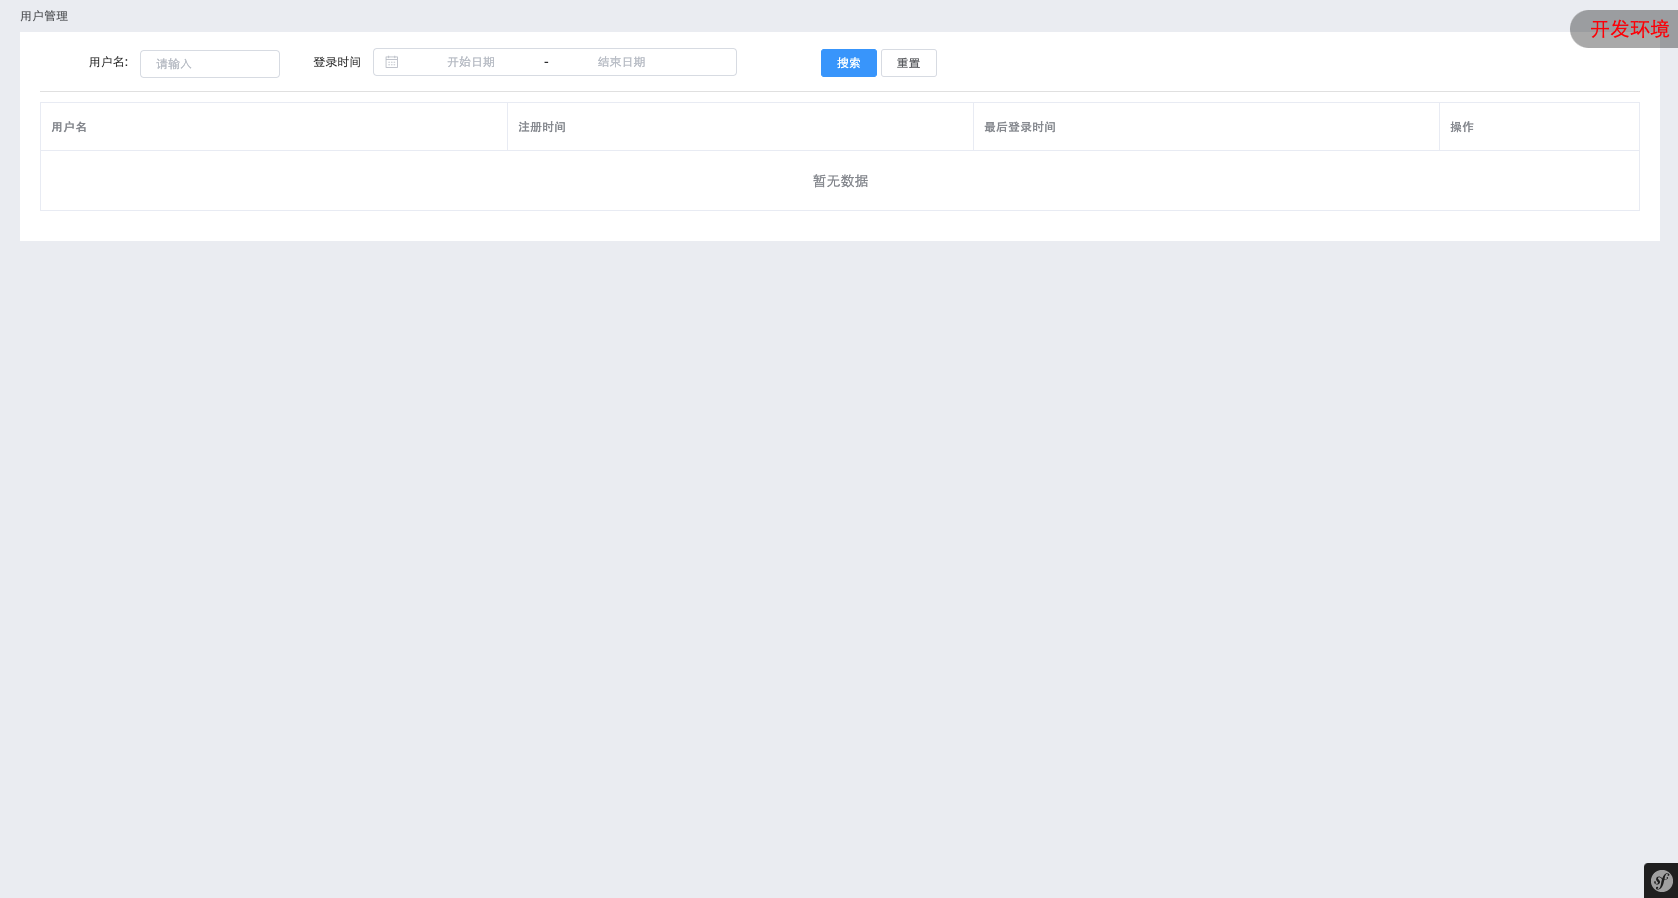 用户管理
开发环境
用户名: 请输入 登录时间 开始日期 - 结束日期 搜索 重置
用户名 注册时间 最后登录时间 操作
暂无数据
sf